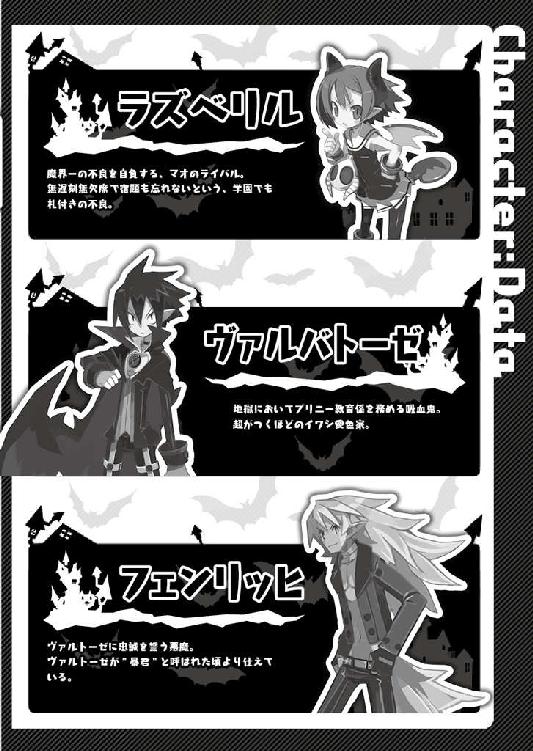 Character:Data
ラズベリル
魔界一の不良を自負する、マオのライバル。
無遅刻無欠席で宿題も忘れないという、学園でも
札付きの不良。
ヴァルバトーゼ
地獄においてプリニー教育係を務める吸血鬼。
超がつくほどのイワシ愛色家。
フェンリッヒ
ヴァルトーゼに忠誠を誓う悪魔。
ヴァルトーゼが"暴君"と呼ばれた頃より仕えて
いる。